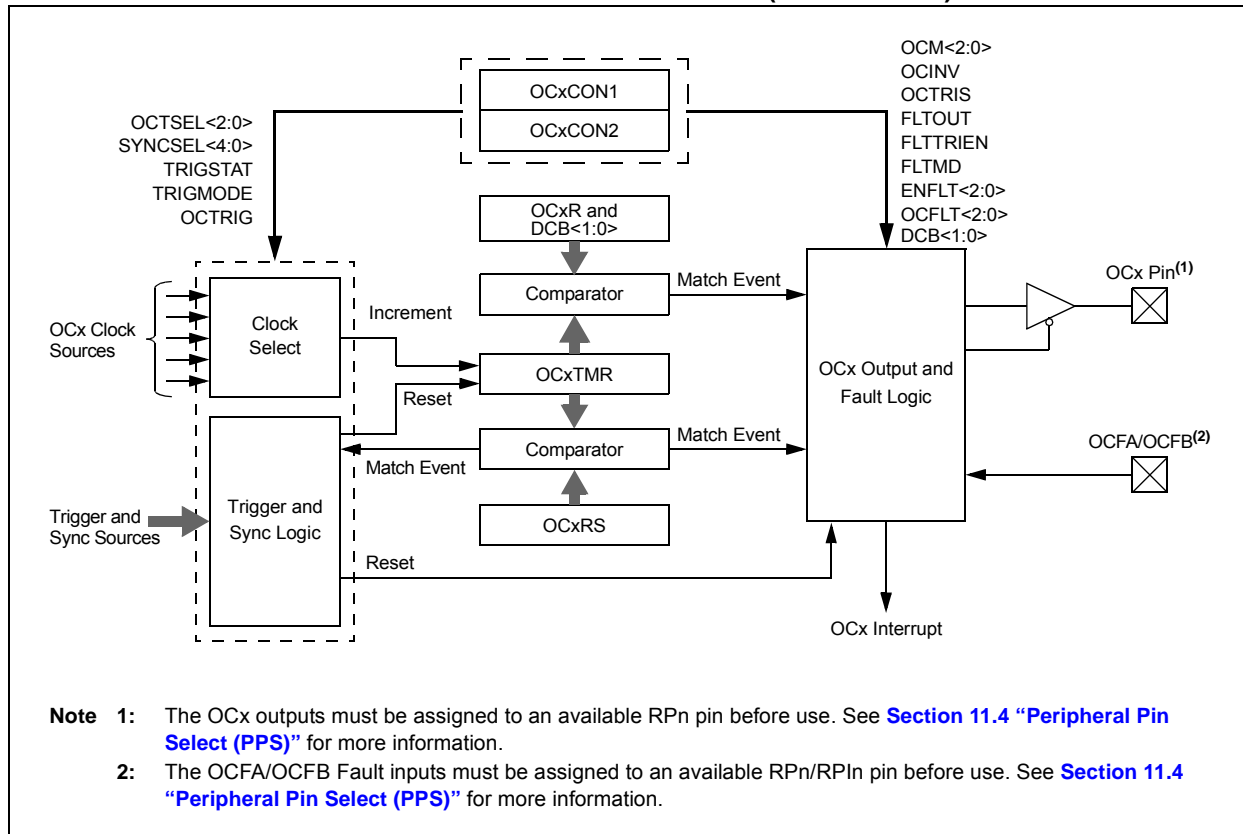 OCxCON1
OCxCON2
OCTSEL<2:0>
SYNCSEL<4:0>
TRIGSTAT
TRIGMODE
OCTRIG
OCM<2:0>
OCINV
OCTRIS
FLTOUT
FLTTRIEN
FLTMD
ENFLT<2:0>
OCFLT<2:0>
DCB<1:0>
OCxR and
DCB<1:0>
Comparator
Match Event
OCx Pin(1)
OCx Clock
Sources
Clock
Select
Increment
OCxTMR
Reset
OCx Output and
Fault Logic
Comparator
Match Event
Match Event
OCFA/OCFB(2)
Trigger and
Sync Sources
Trigger and
Sync Logic
OCxRS
Reset
OCx Interrupt
Note 1: The OCx outputs must be assigned to an available RPn pin before use. See Section 11.4 “Peripheral Pin
Select (PPS)” for more information.
2: The OCFA/OCFB Fault inputs must be assigned to an available RPn/RPIn pin before use. See Section 11.4
“Peripheral Pin Select (PPS)” for more information.